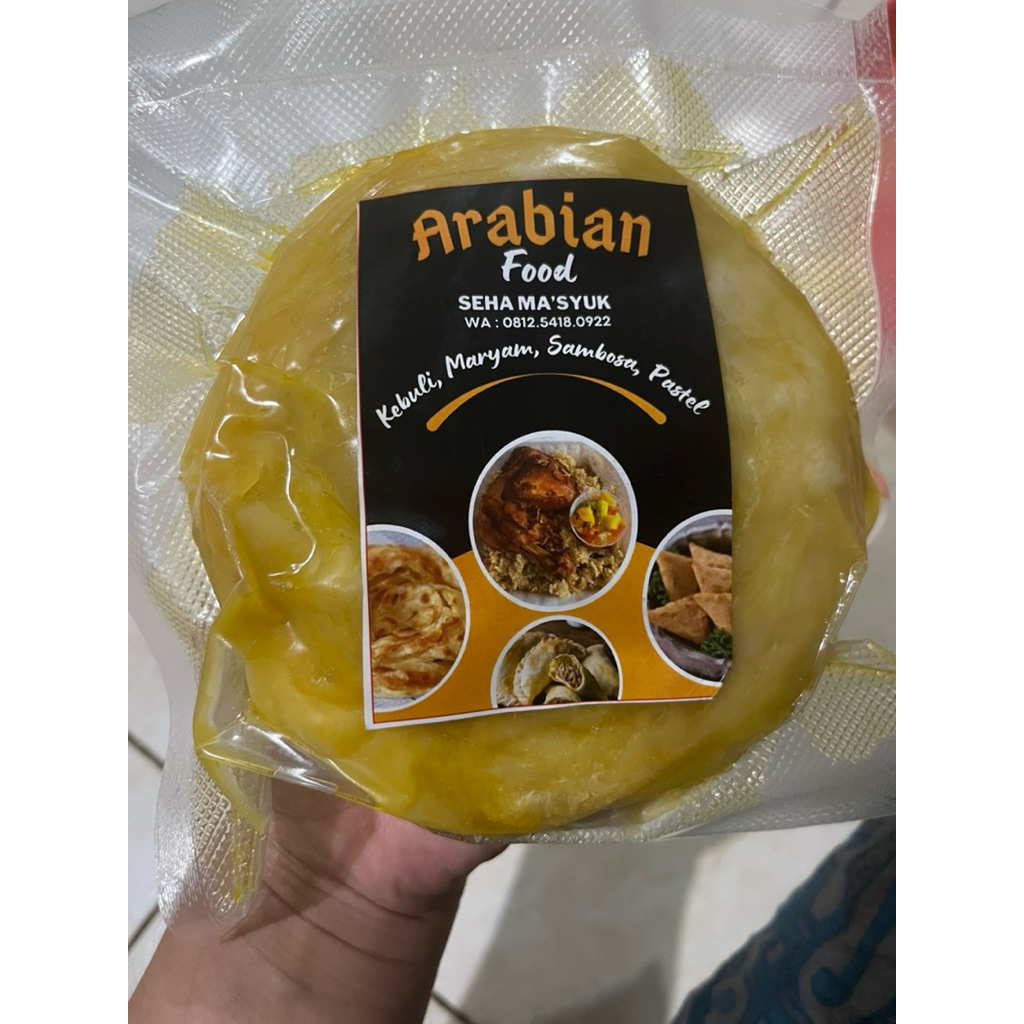 Arabian
Food
SEHA MA'SYUK
WA : 0812.5418.0922
Kebuli, Maryam, Sambosa, Pastel